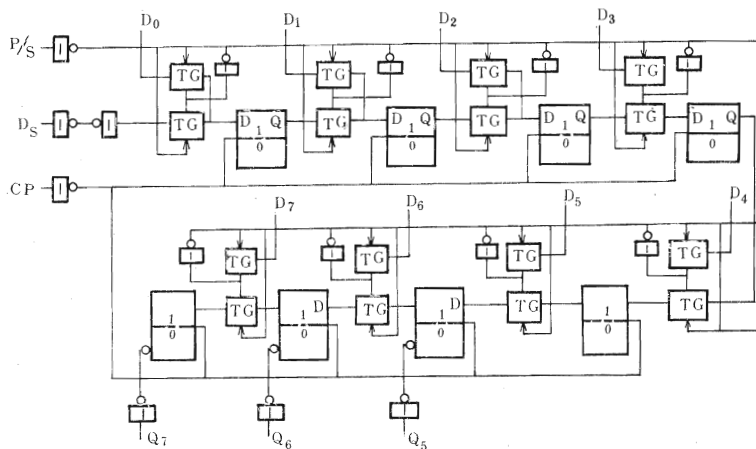 D₀ D₁ D₂ D₃
P/S 1 1 1 1 1
TG TG TG TG
D_S 1 1 TG D 1/0 Q TG D 1/0 Q TG D 1/0 Q TG D 1/0 Q
CP 1
D₇ D₆ D₅ D₄
1 TG 1 TG 1 TG 1 TG
1/0 TG 1/0 D TG 1/0 D TG 1/0 TG
1 1 1
Q₇ Q₆ Q₅